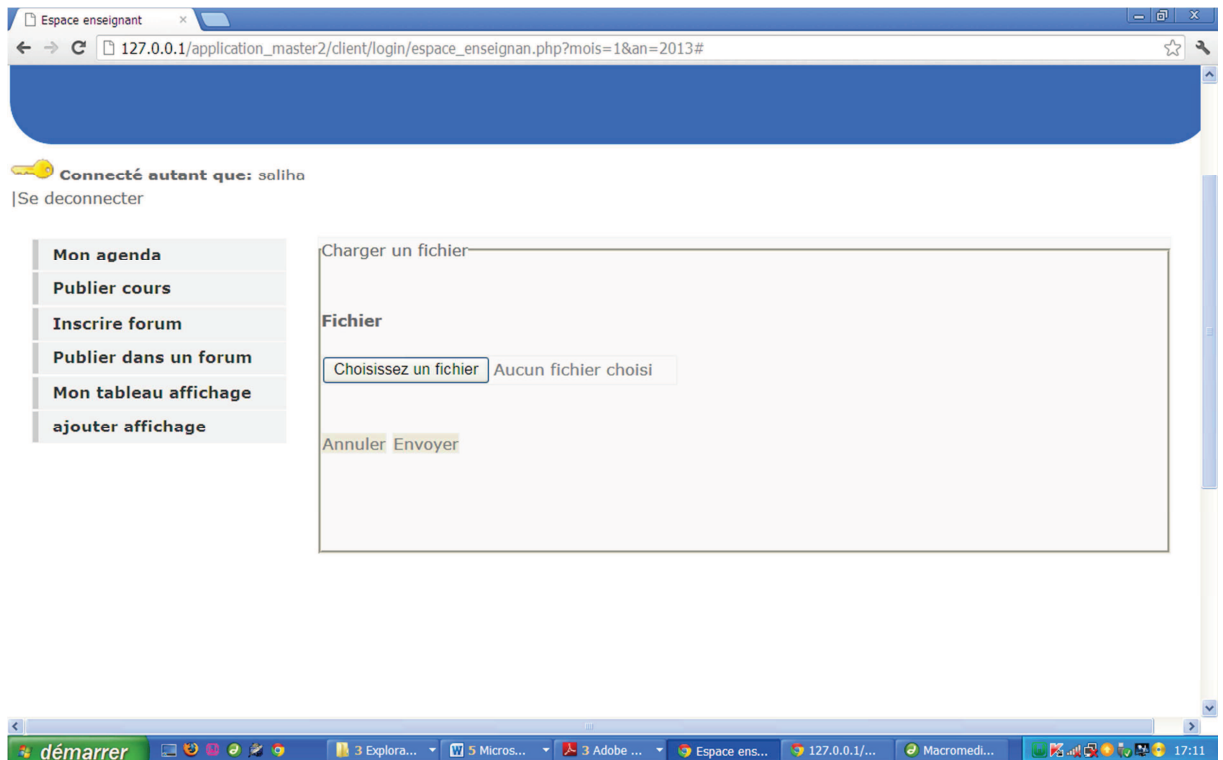 Espace enseignant
127.0.0.1/application_master2/client/login/espace_enseignan.php?mois=1&an=2013#
Connecté autant que: saliha
|Se deconnecter
Mon agenda
Publier cours
Inscrire forum
Publier dans un forum
Mon tableau affichage
ajouter affichage
Charger un fichier
Fichier
Choisissez un fichier Aucun fichier choisi
Annuler Envoyer
démarrer 3 Explora... 5 Micros... 3 Adobe ... Espace ens... 127.0.0.1/... Macromedi... 17:11